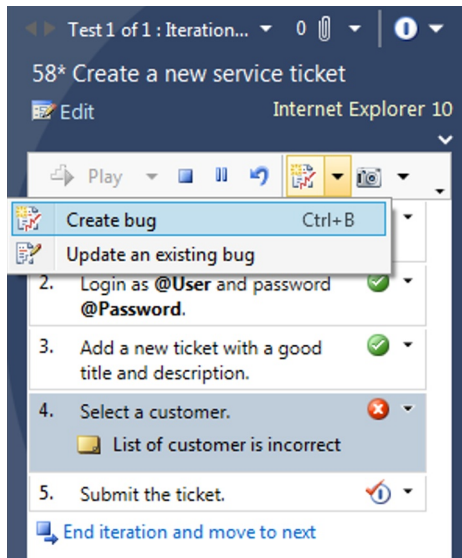 Test 1 of 1 : Iteration... 0
58* Create a new service ticket
Edit Internet Explorer 10
Play
Create bug Ctrl+B
Update an existing bug
2. Login as @User and password
@Password.
3. Add a new ticket with a good
title and description.
4. Select a customer.
List of customer is incorrect
5. Submit the ticket.
End iteration and move to next